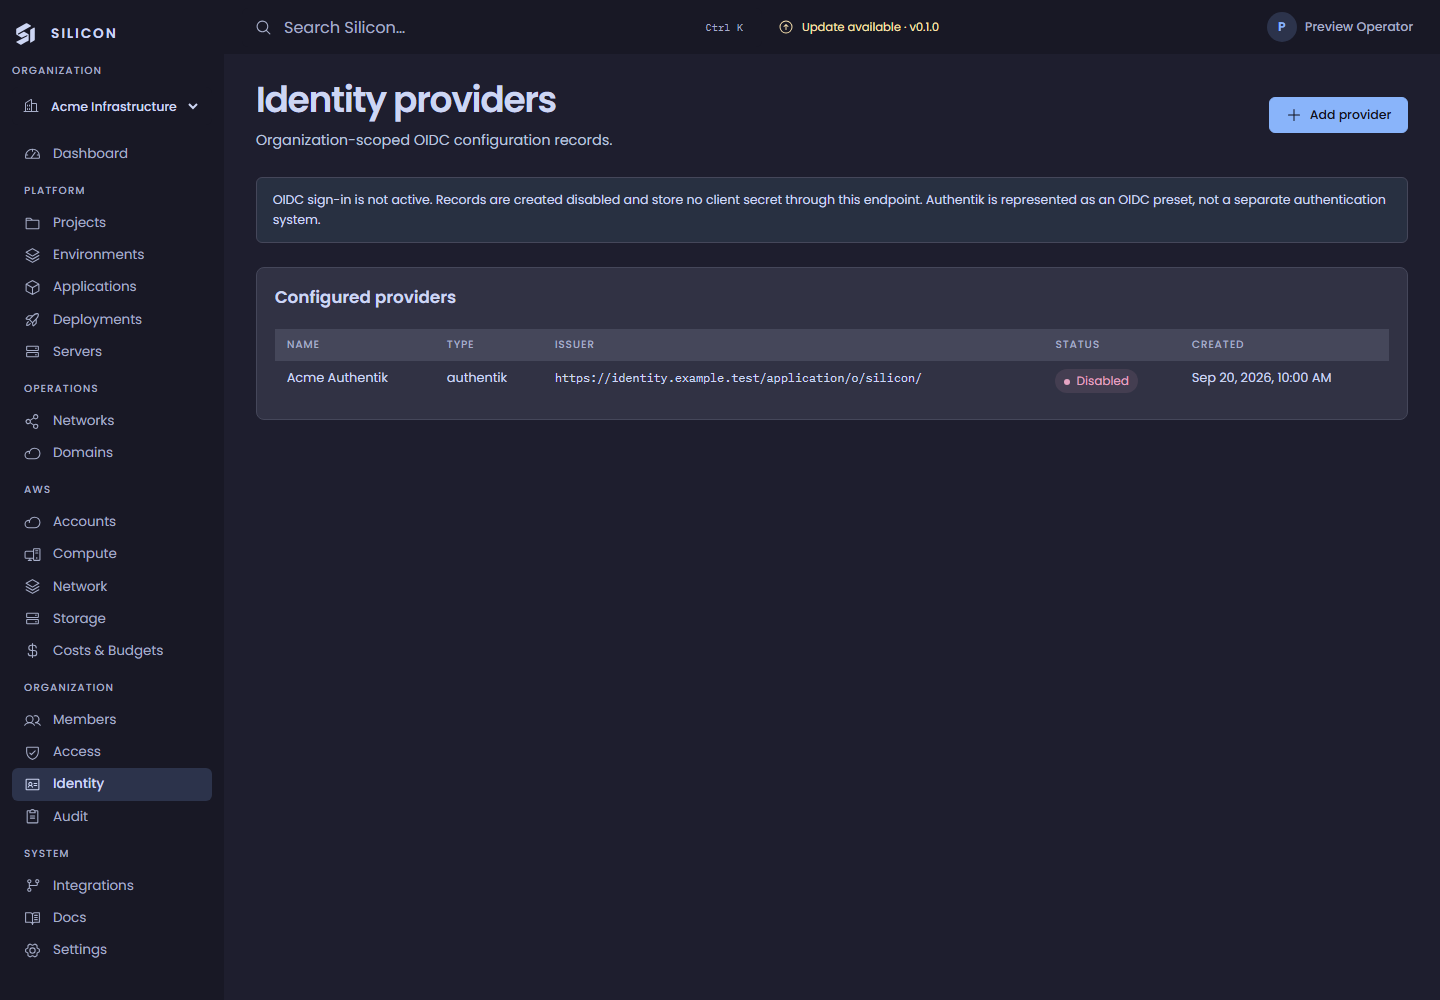 SILICON
ORGANIZATION
Acme Infrastructure
Dashboard
PLATFORM
Projects
Environments
Applications
Deployments
Servers
OPERATIONS
Networks
Domains
AWS
Accounts
Compute
Network
Storage
Costs & Budgets
ORGANIZATION
Members
Access
Identity
Audit
SYSTEM
Integrations
Docs
Settings
Search Silicon...
Ctrl K
Update available · v0.1.0
P
Preview Operator
Identity providers
Organization-scoped OIDC configuration records.
Add provider
OIDC sign-in is not active. Records are created disabled and store no client secret through this endpoint. Authentik is represented as an OIDC preset, not a separate authentication
system.
Configured providers
NAME TYPE ISSUER STATUS CREATED
Acme Authentik authentik https://identity.example.test/application/o/silicon/ Disabled Sep 20, 2026, 10:00 AM